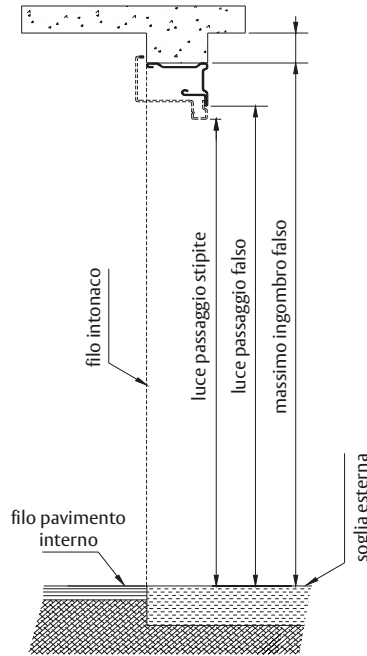 filo intonaco
luce passaggio stipite
luce passaggio falso
massimo ingombro falso
filo pavimento
interno
soglia esterna